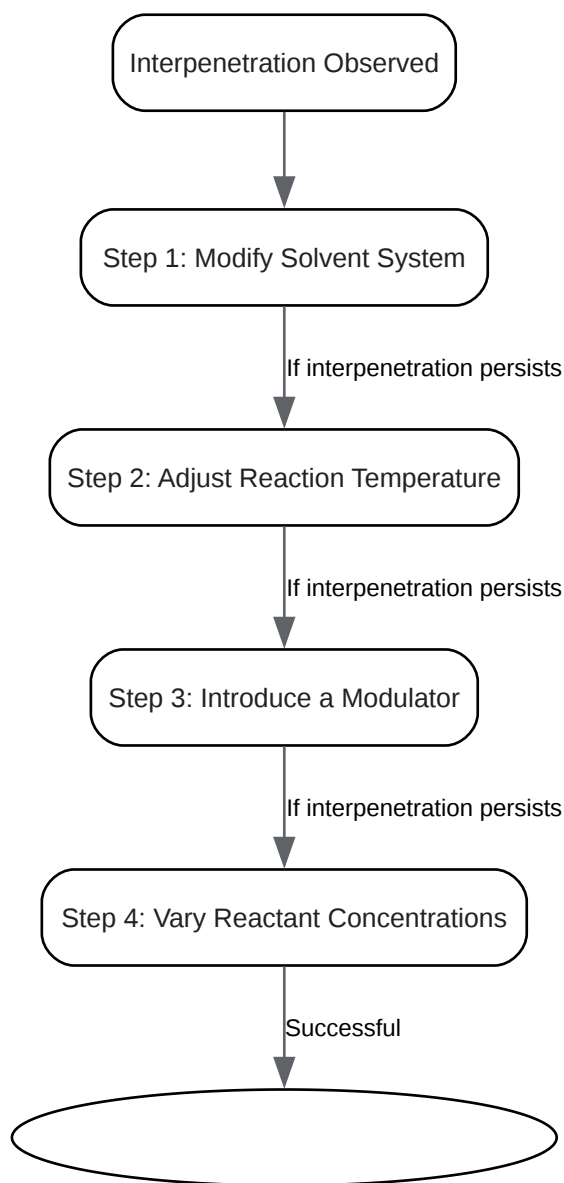 Interpenetration Observed
Step 1: Modify Solvent System
If interpenetration persists
Step 2: Adjust Reaction Temperature
If interpenetration persists
Step 3: Introduce a Modulator
If interpenetration persists
Step 4: Vary Reactant Concentrations
Successful